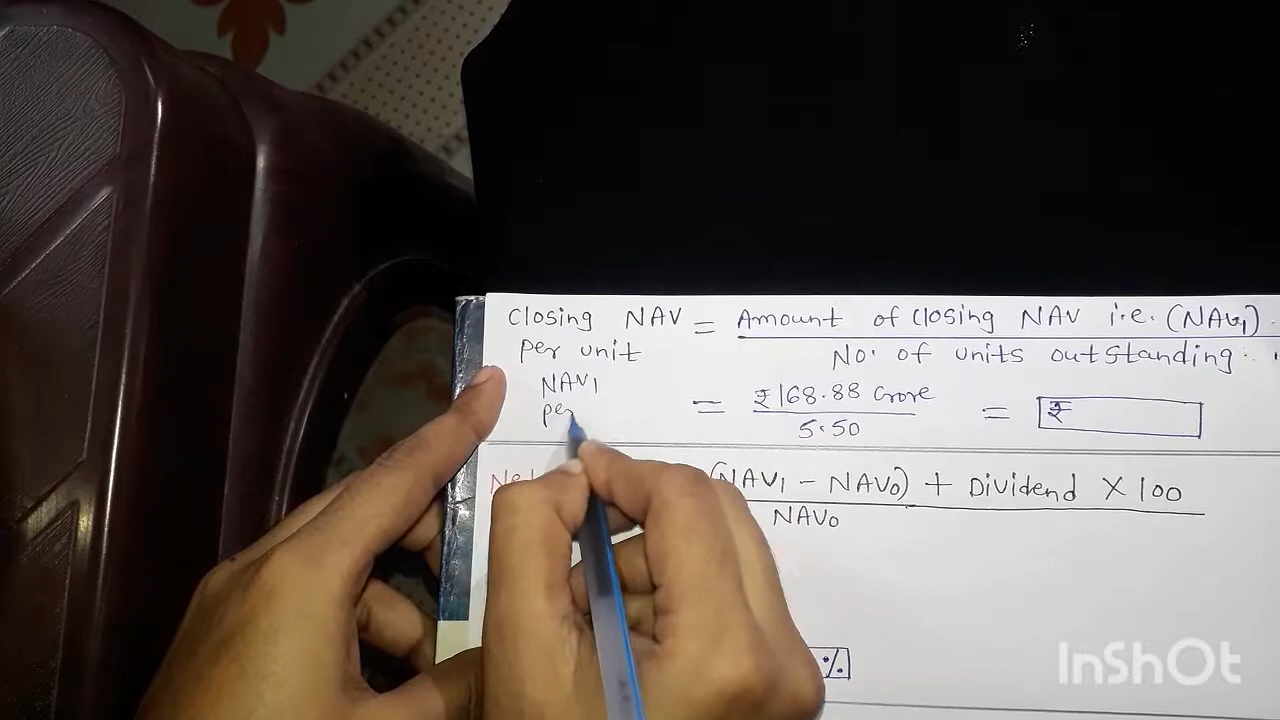 Closing NAV = Amount of closing NAV i.e. (NAV1)
per unit No. of units outstanding
NAV1 = ₹168.88 Crore = ₹
per 5.50
(NAV1 - NAV0) + Dividend × 100
NAV0
%
InShOt